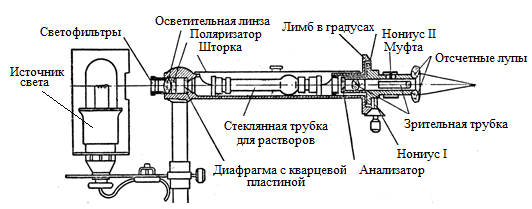 Осветительная линза
Поляризатор
Шторка
Светофильтры
Источник
света
Лимб в градусах
Нониус II
Муфта
Отсчетные лупы
Стеклянная трубка
для растворов
Диафрагма с кварцевой
пластиной
Зрительная трубка
Нониус I
Анализатор